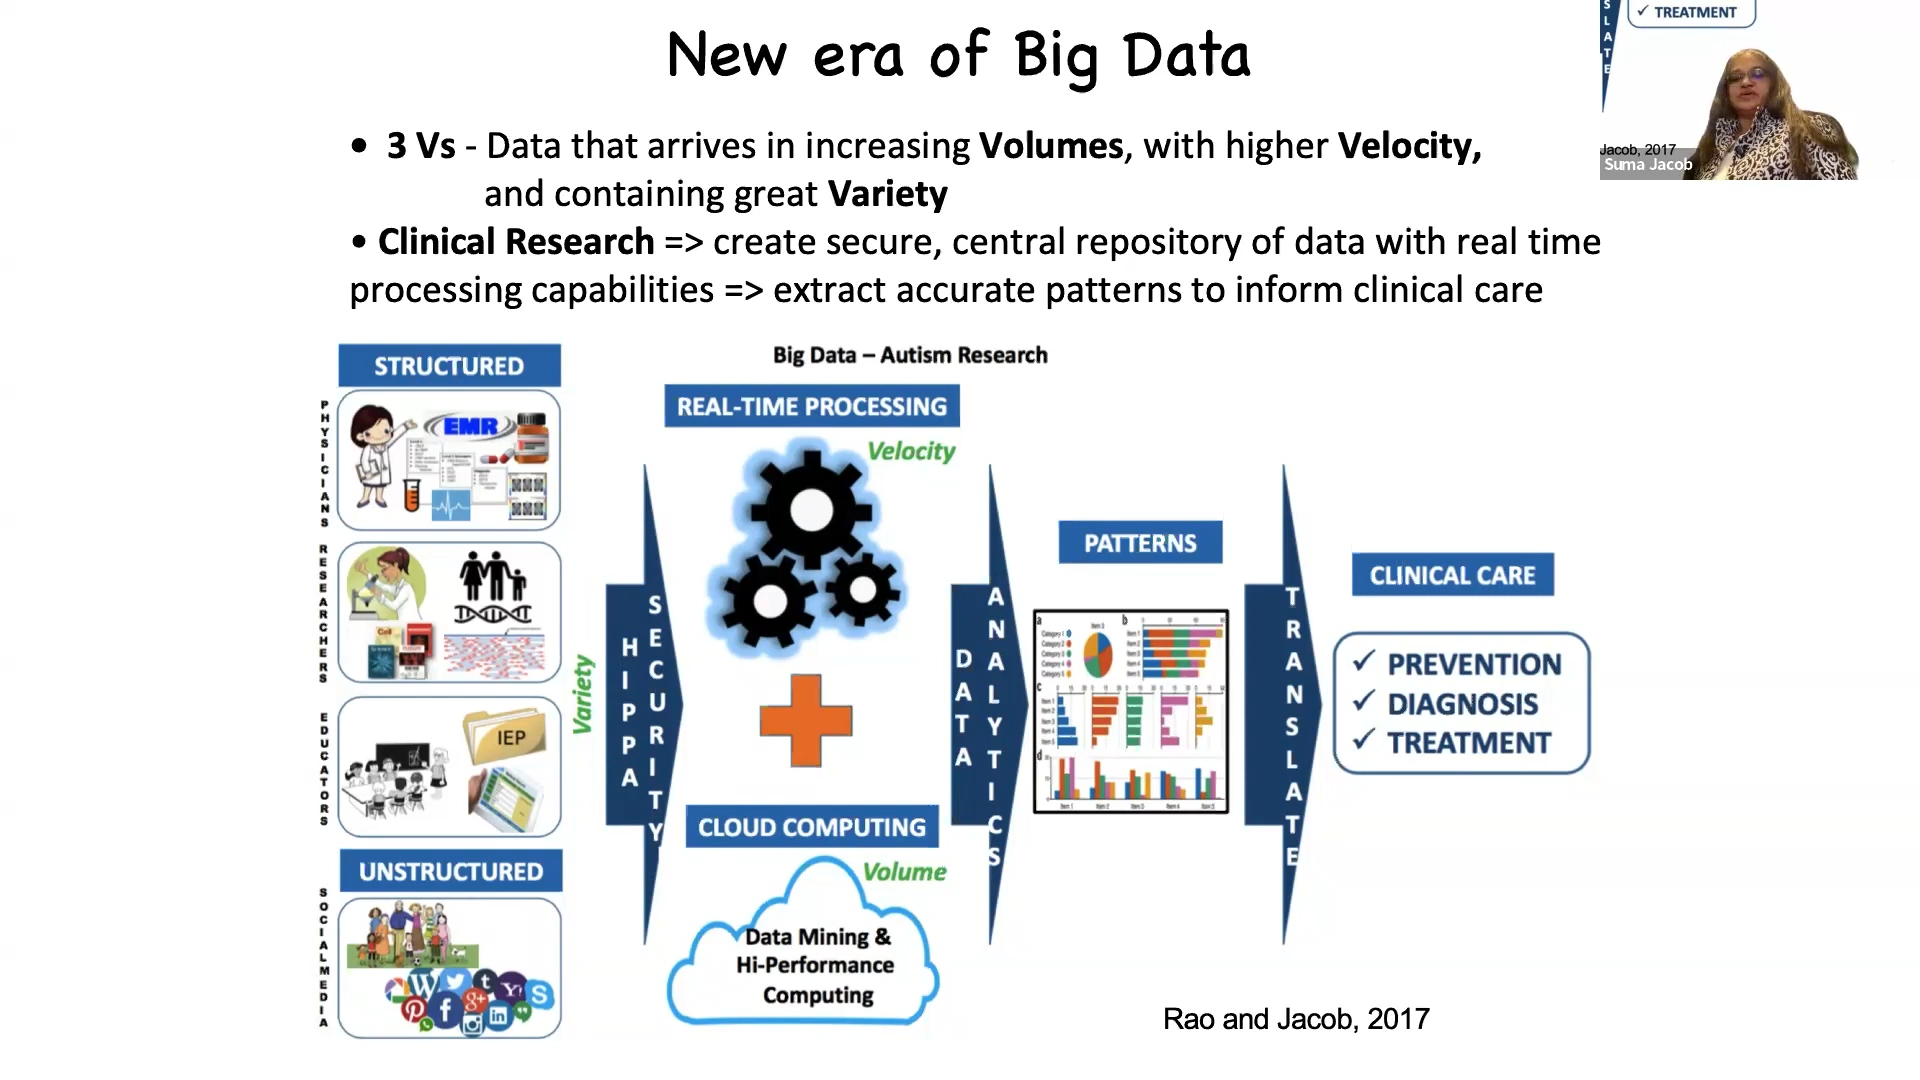 New era of Big Data
SLATE
✓ TREATMENT
Jacob, 2017
Suma Jacob
• 3 Vs - Data that arrives in increasing Volumes, with higher Velocity,
and containing great Variety
• Clinical Research => create secure, central repository of data with real time
processing capabilities => extract accurate patterns to inform clinical care
Big Data – Autism Research
STRUCTURED
PHYSICIANS
EMR
RESEARCHERS
Cell
EDUCATORS
IEP
UNSTRUCTURED
SOCIAL MEDIA
Variety
HIPPA
SECURITY
REAL-TIME PROCESSING
Velocity
CLOUD COMPUTING
Volume
Data Mining &
Hi-Performance
Computing
DATA
ANALYTICS
PATTERNS
TRANSLATE
CLINICAL CARE
✓ PREVENTION
✓ DIAGNOSIS
✓ TREATMENT
Rao and Jacob, 2017